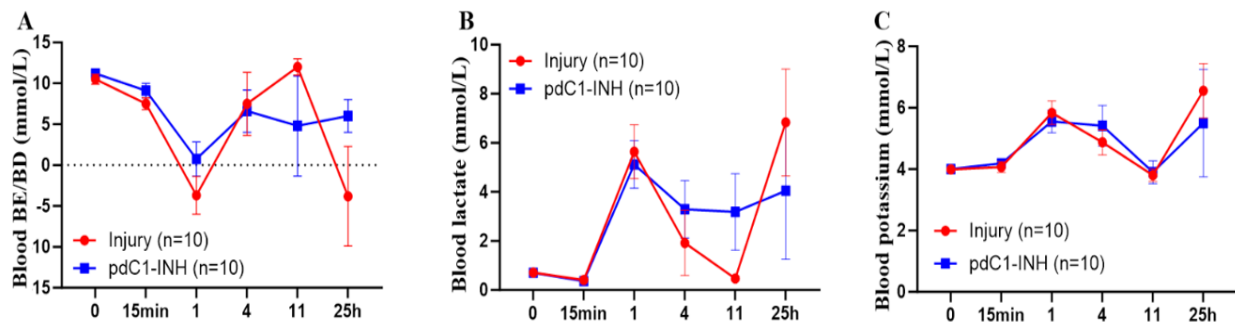 A
Blood BE/BD (mmol/L)
15
10
5
0
5
10
15
Injury (n=10)
pdC1-INH (n=10)
0 15min 1 4 11 25h
B
Blood lactate (mmol/L)
10
8
6
4
2
0
Injury (n=10)
pdC1-INH (n=10)
0 15min 1 4 11 25h
C
Blood potassium (mmol/L)
8
6
4
2
0
Injury (n=10)
pdC1-INH (n=10)
0 15min 1 4 11 25h